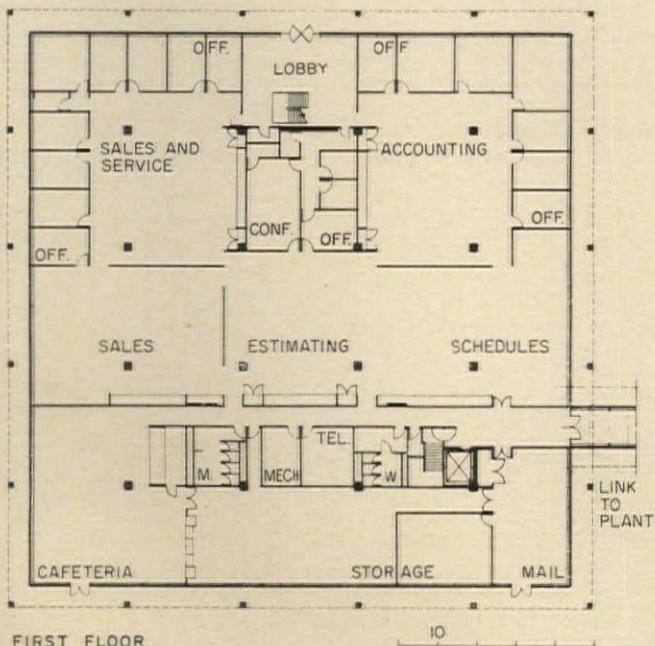 OFF.
OFF
LOBBY
SALES AND
SERVICE
ACCOUNTING
CONF.
OFF.
OFF.
OFF.
SALES
ESTIMATING
SCHEDULES
TEL.
M.
MECH
W
LINK
TO
PLANT
CAFETERIA
STORAGE
MAIL
FIRST FLOOR
10